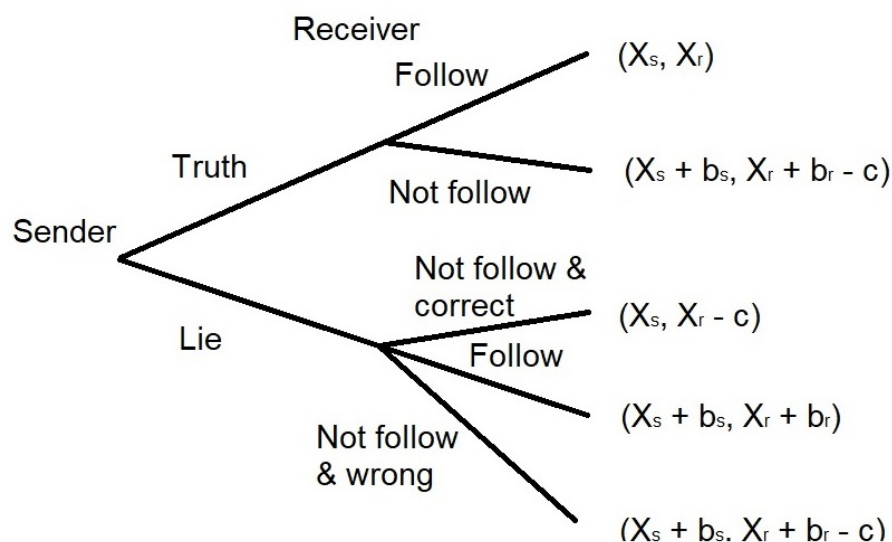 Receiver
(Xs, Xr)
Follow
Truth
(Xs + bs, Xr + br - c)
Not follow
Sender
Not follow &
correct
(Xs, Xr - c)
Lie
Follow
(Xs + bs, Xr + br)
Not follow
& wrong
(Xs + bs, Xr + br - c)